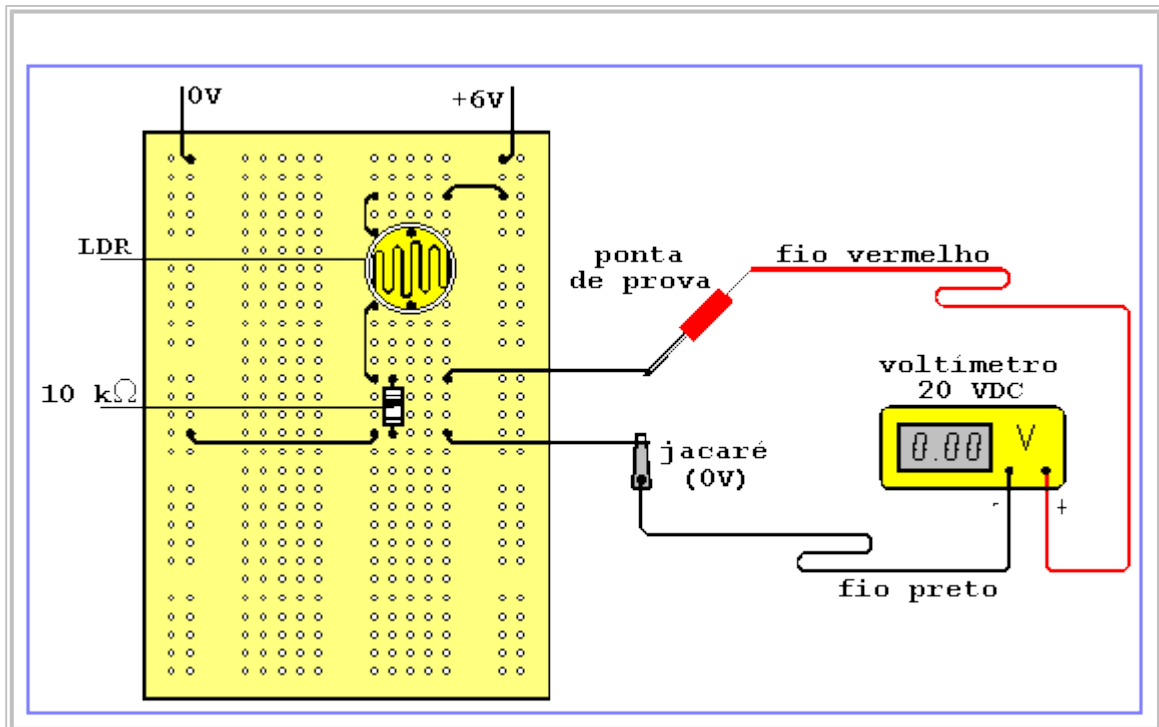 0V
+6V
LDR
ponta
de prova
fio vermelho
voltímetro
20 VDC
10 kΩ
0.00 V
- +
jacaré
(0V)
fio preto